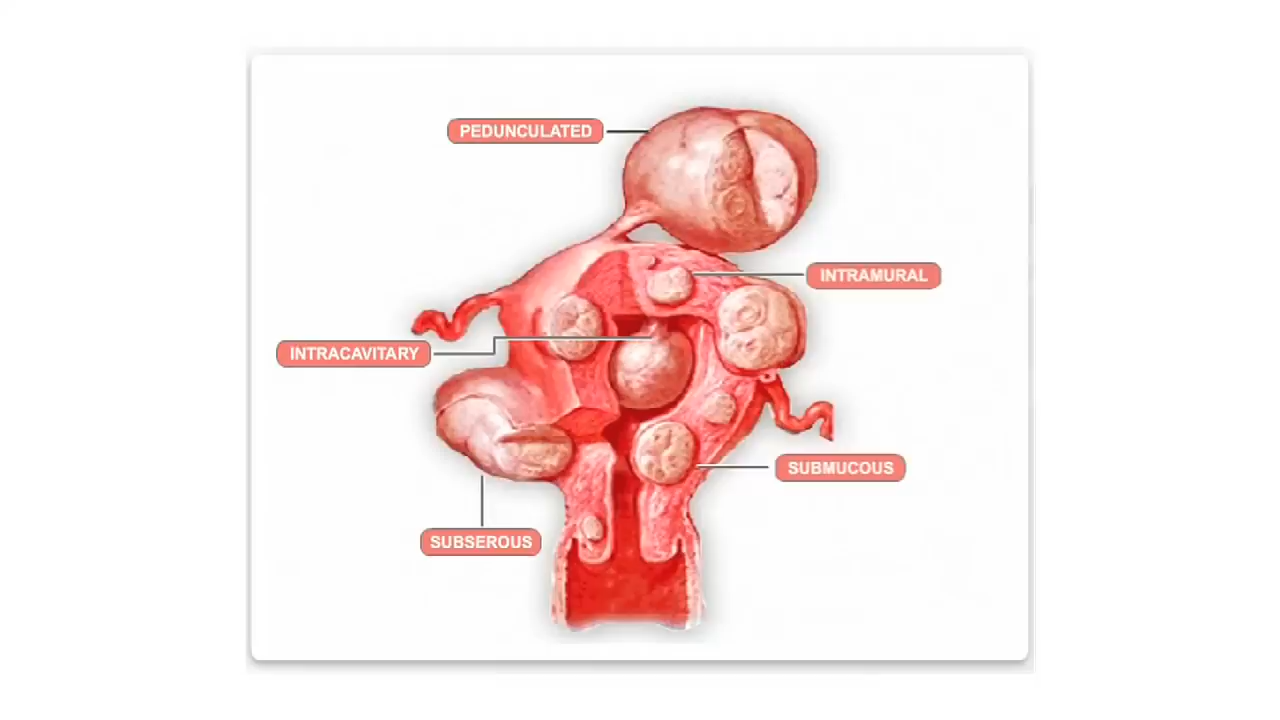 PEDUNCULATED
INTRAMURAL
INTRACAVITARY
SUBMUCOUS
SUBSEROUS